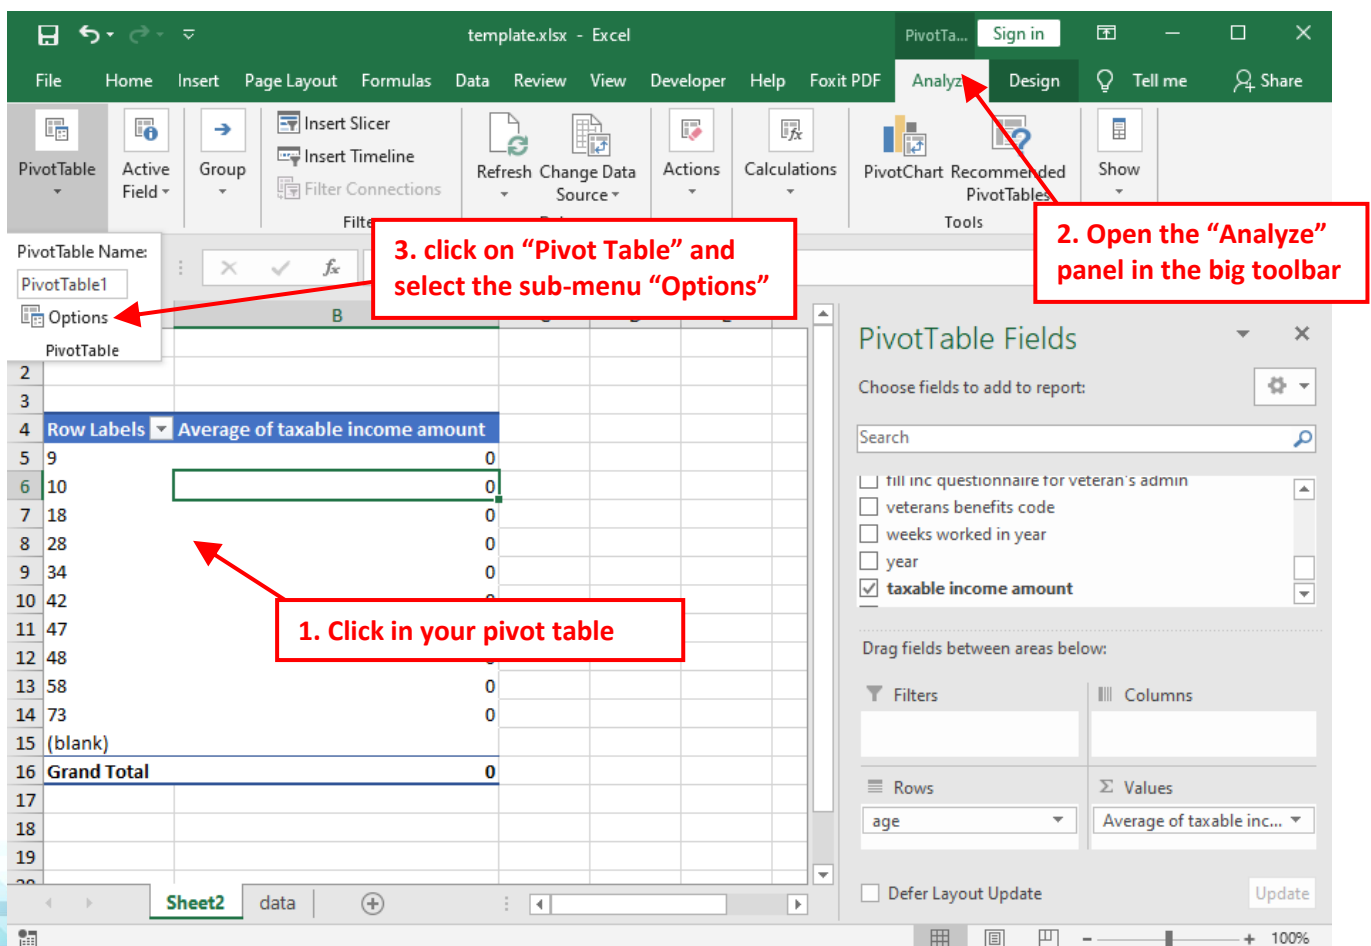 template.xlsx - Excel
PivotTa...
Sign in
File Home Insert Page Layout Formulas Data Review View Developer Help Foxit PDF Analyz Design Tell me Share
PivotTable
Active Field
Group
Insert Slicer
Insert Timeline
Filter Connections
Refresh
Change Data Source
Actions
Calculations
PivotChart
Recommended PivotTables
Show
Tools
PivotTable Name:
PivotTable1
Options
PivotTable
fx
3. click on “Pivot Table” and
select the sub-menu “Options”
2. Open the “Analyze”
panel in the big toolbar
B
2
3
4 Row Labels Average of taxable income amount
5 9 0
6 10 0
7 18 0
8 28 0
9 34 0
10 42
11 47
12 48
13 58 0
14 73 0
15 (blank)
16 Grand Total 0
17
18
19
1. Click in your pivot table
Sheet2 data
PivotTable Fields
Choose fields to add to report:
Search
fill inc questionnaire for veteran's admin
veterans benefits code
weeks worked in year
year
taxable income amount
Drag fields between areas below:
Filters
Columns
Rows
Σ Values
age
Average of taxable inc...
Defer Layout Update
Update
100%